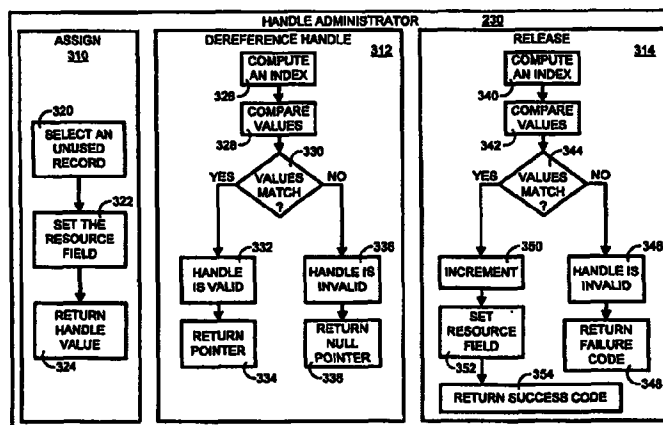 HANDLE ADMINISTRATOR 230
ASSIGN
310
320
SELECT AN
UNUSED
RECORD
322
SET THE
RESOURCE
FIELD
RETURN
HANDLE
VALUE
324
DEREFERENCE HANDLE
312
COMPUTE
AN INDEX
326
COMPARE
VALUES
328
330
VALUES
MATCH
?
YES
NO
332
HANDLE
IS VALID
336
HANDLE IS
INVALID
RETURN
POINTER
334
RETURN
NULL
POINTER
338
RELEASE
314
COMPUTE
AN INDEX
340
COMPARE
VALUES
342
344
VALUES
MATCH
?
YES
NO
350
INCREMENT
346
HANDLE IS
INVALID
SET
RESOURCE
FIELD
352
RETURN
FAILURE
CODE
348
354
RETURN SUCCESS CODE